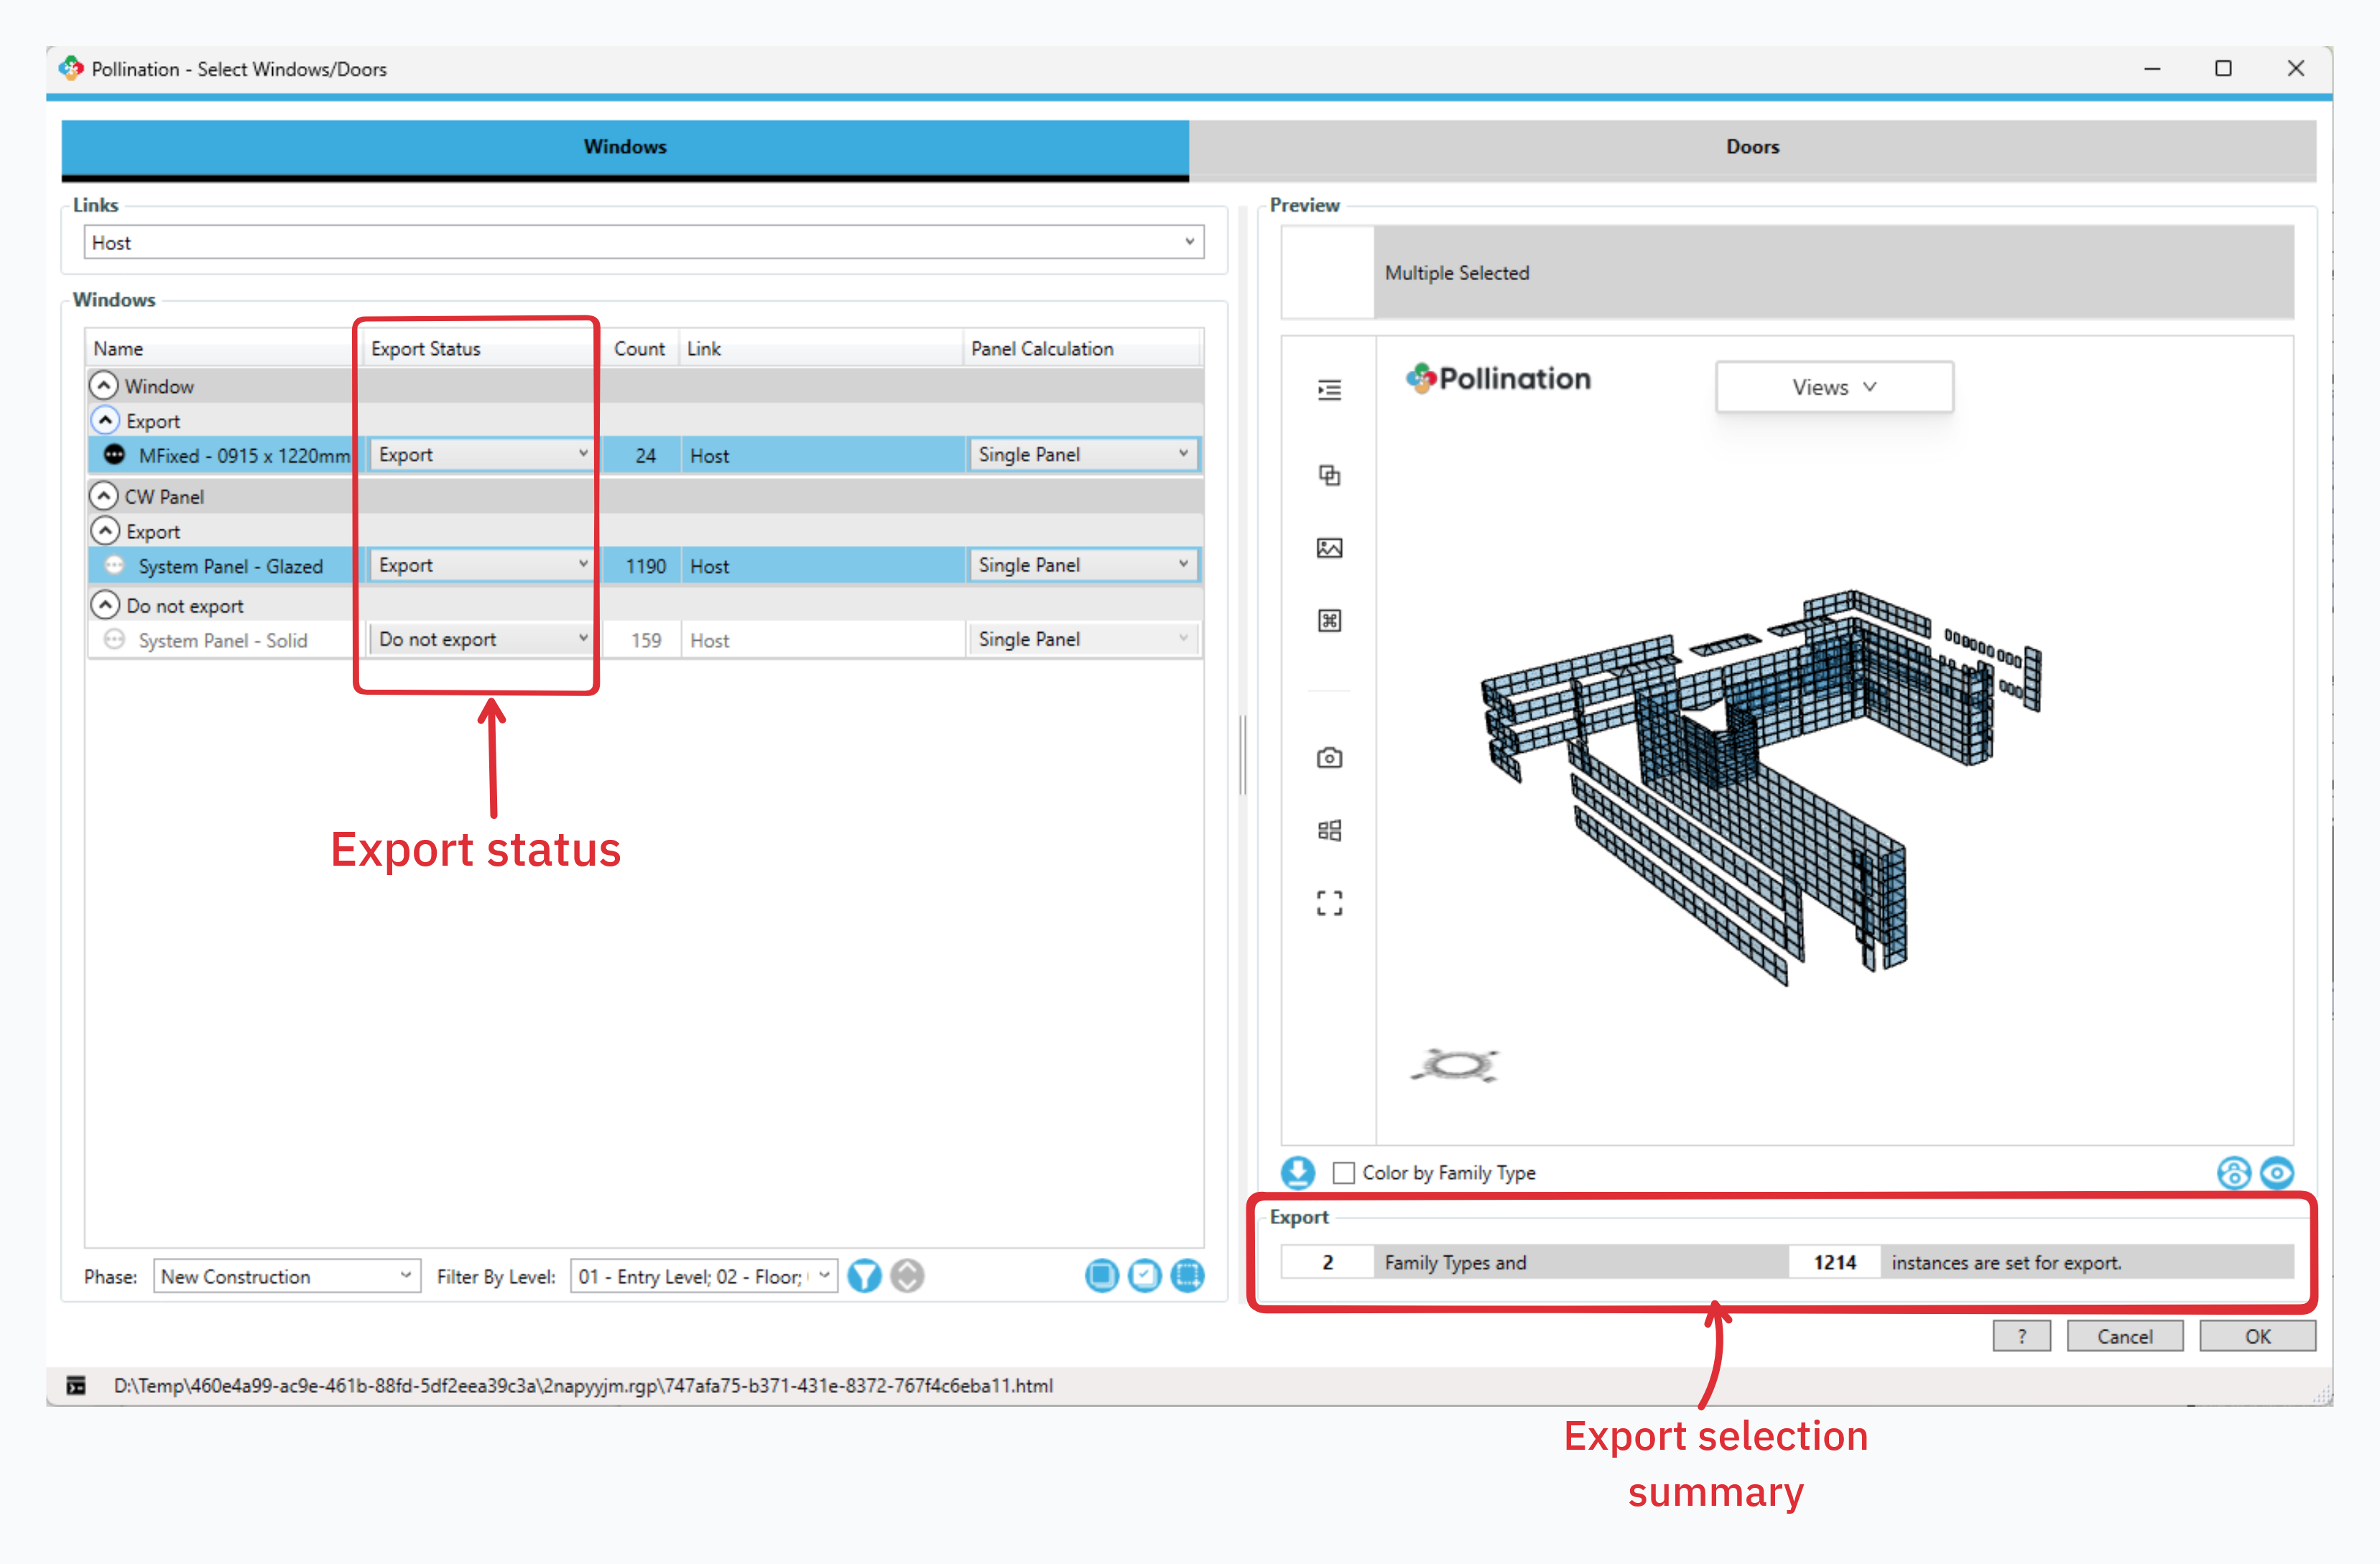 Pollination - Select Windows/Doors
Windows
Doors
Links
Host
Windows
Name Export Status Count Link Panel Calculation
Window
Export
MFixed - 0915 x 1220mm Export 24 Host Single Panel
CW Panel
Export
System Panel - Glazed Export 1190 Host Single Panel
Do not export
System Panel - Solid Do not export 159 Host Single Panel
Export status
Phase: New Construction Filter By Level: 01 - Entry Level; 02 - Floor;
Preview
Multiple Selected
Pollination
Views
Color by Family Type
Export
2 Family Types and 1214 instances are set for export.
? Cancel OK
D:\Temp\460e4a99-ac9e-461b-88fd-5df2eea39c3a\2napyyjm.rgp\747afa75-b371-431e-8372-767f4c6eba11.html
Export selection
summary